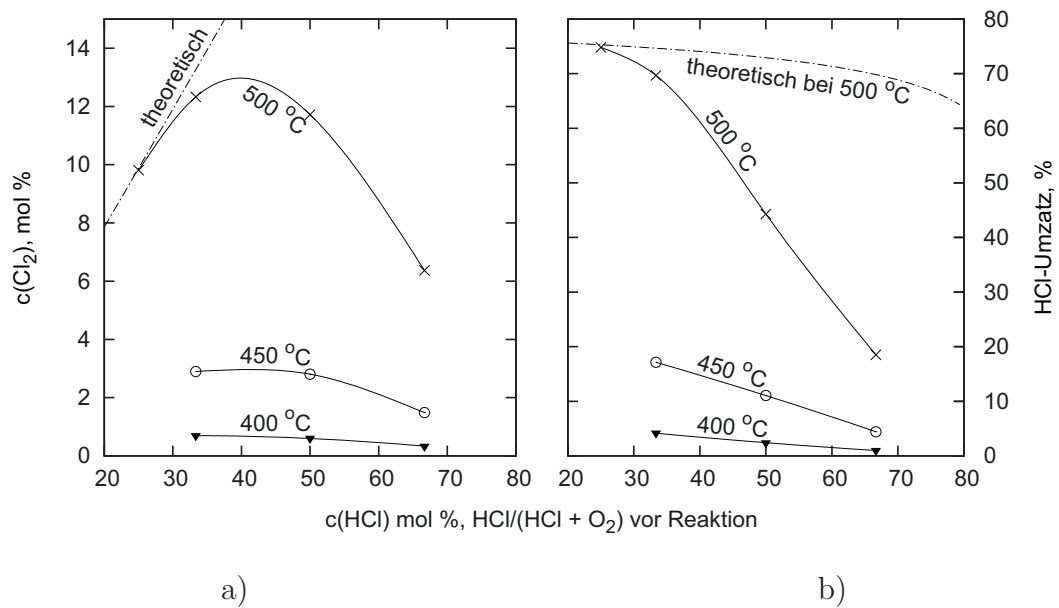 14
12
10
8
6
4
2
0
c(Cl2), mol %
theoretisch
500 °C
450 °C
400 °C
20 30 40 50 60 70 80
theoretisch bei 500 °C
500 °C
450 °C
400 °C
20 30 40 50 60 70 80
80
70
60
50
40
30
20
10
0
HCl-Umzatz, %
c(HCl) mol %, HCl/(HCl + O2) vor Reaktion
a) b)